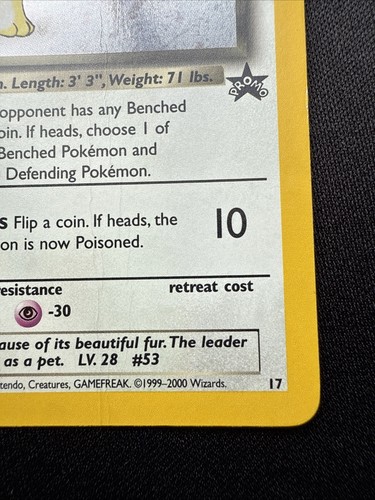 n. Length: 3' 3", Weight: 71 lbs.
PROMO
opponent has any Benched
oin. If heads, choose 1 of
Benched Pokémon and
Defending Pokémon.
s Flip a coin. If heads, the
on is now Poisoned.
10
esistance
retreat cost
-30
ause of its beautiful fur. The leader
as a pet. LV. 28 #53
tendo, Creatures, GAMEFREAK. ©1999-2000 Wizards.
17